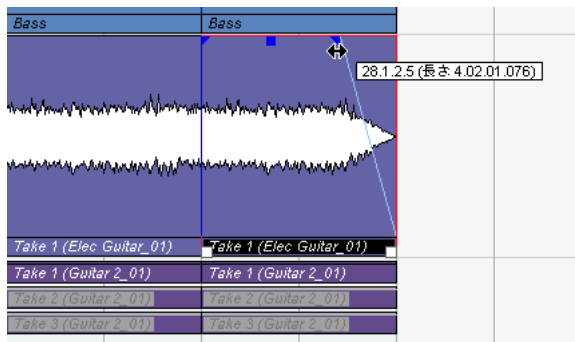 Bass
Bass
28.1.2.5 (長さ 4.02.01.076)
Take 1 (Elec Guitar_01)
Take 1 (Elec Guitar_01)
Take 1 (Guitar 2_01)
Take 1 (Guitar 2_01)
Take 2 (Guitar 2_01)
Take 2 (Guitar 2_01)
Take 3 (Guitar 2_01)
Take 3 (Guitar 2_01)